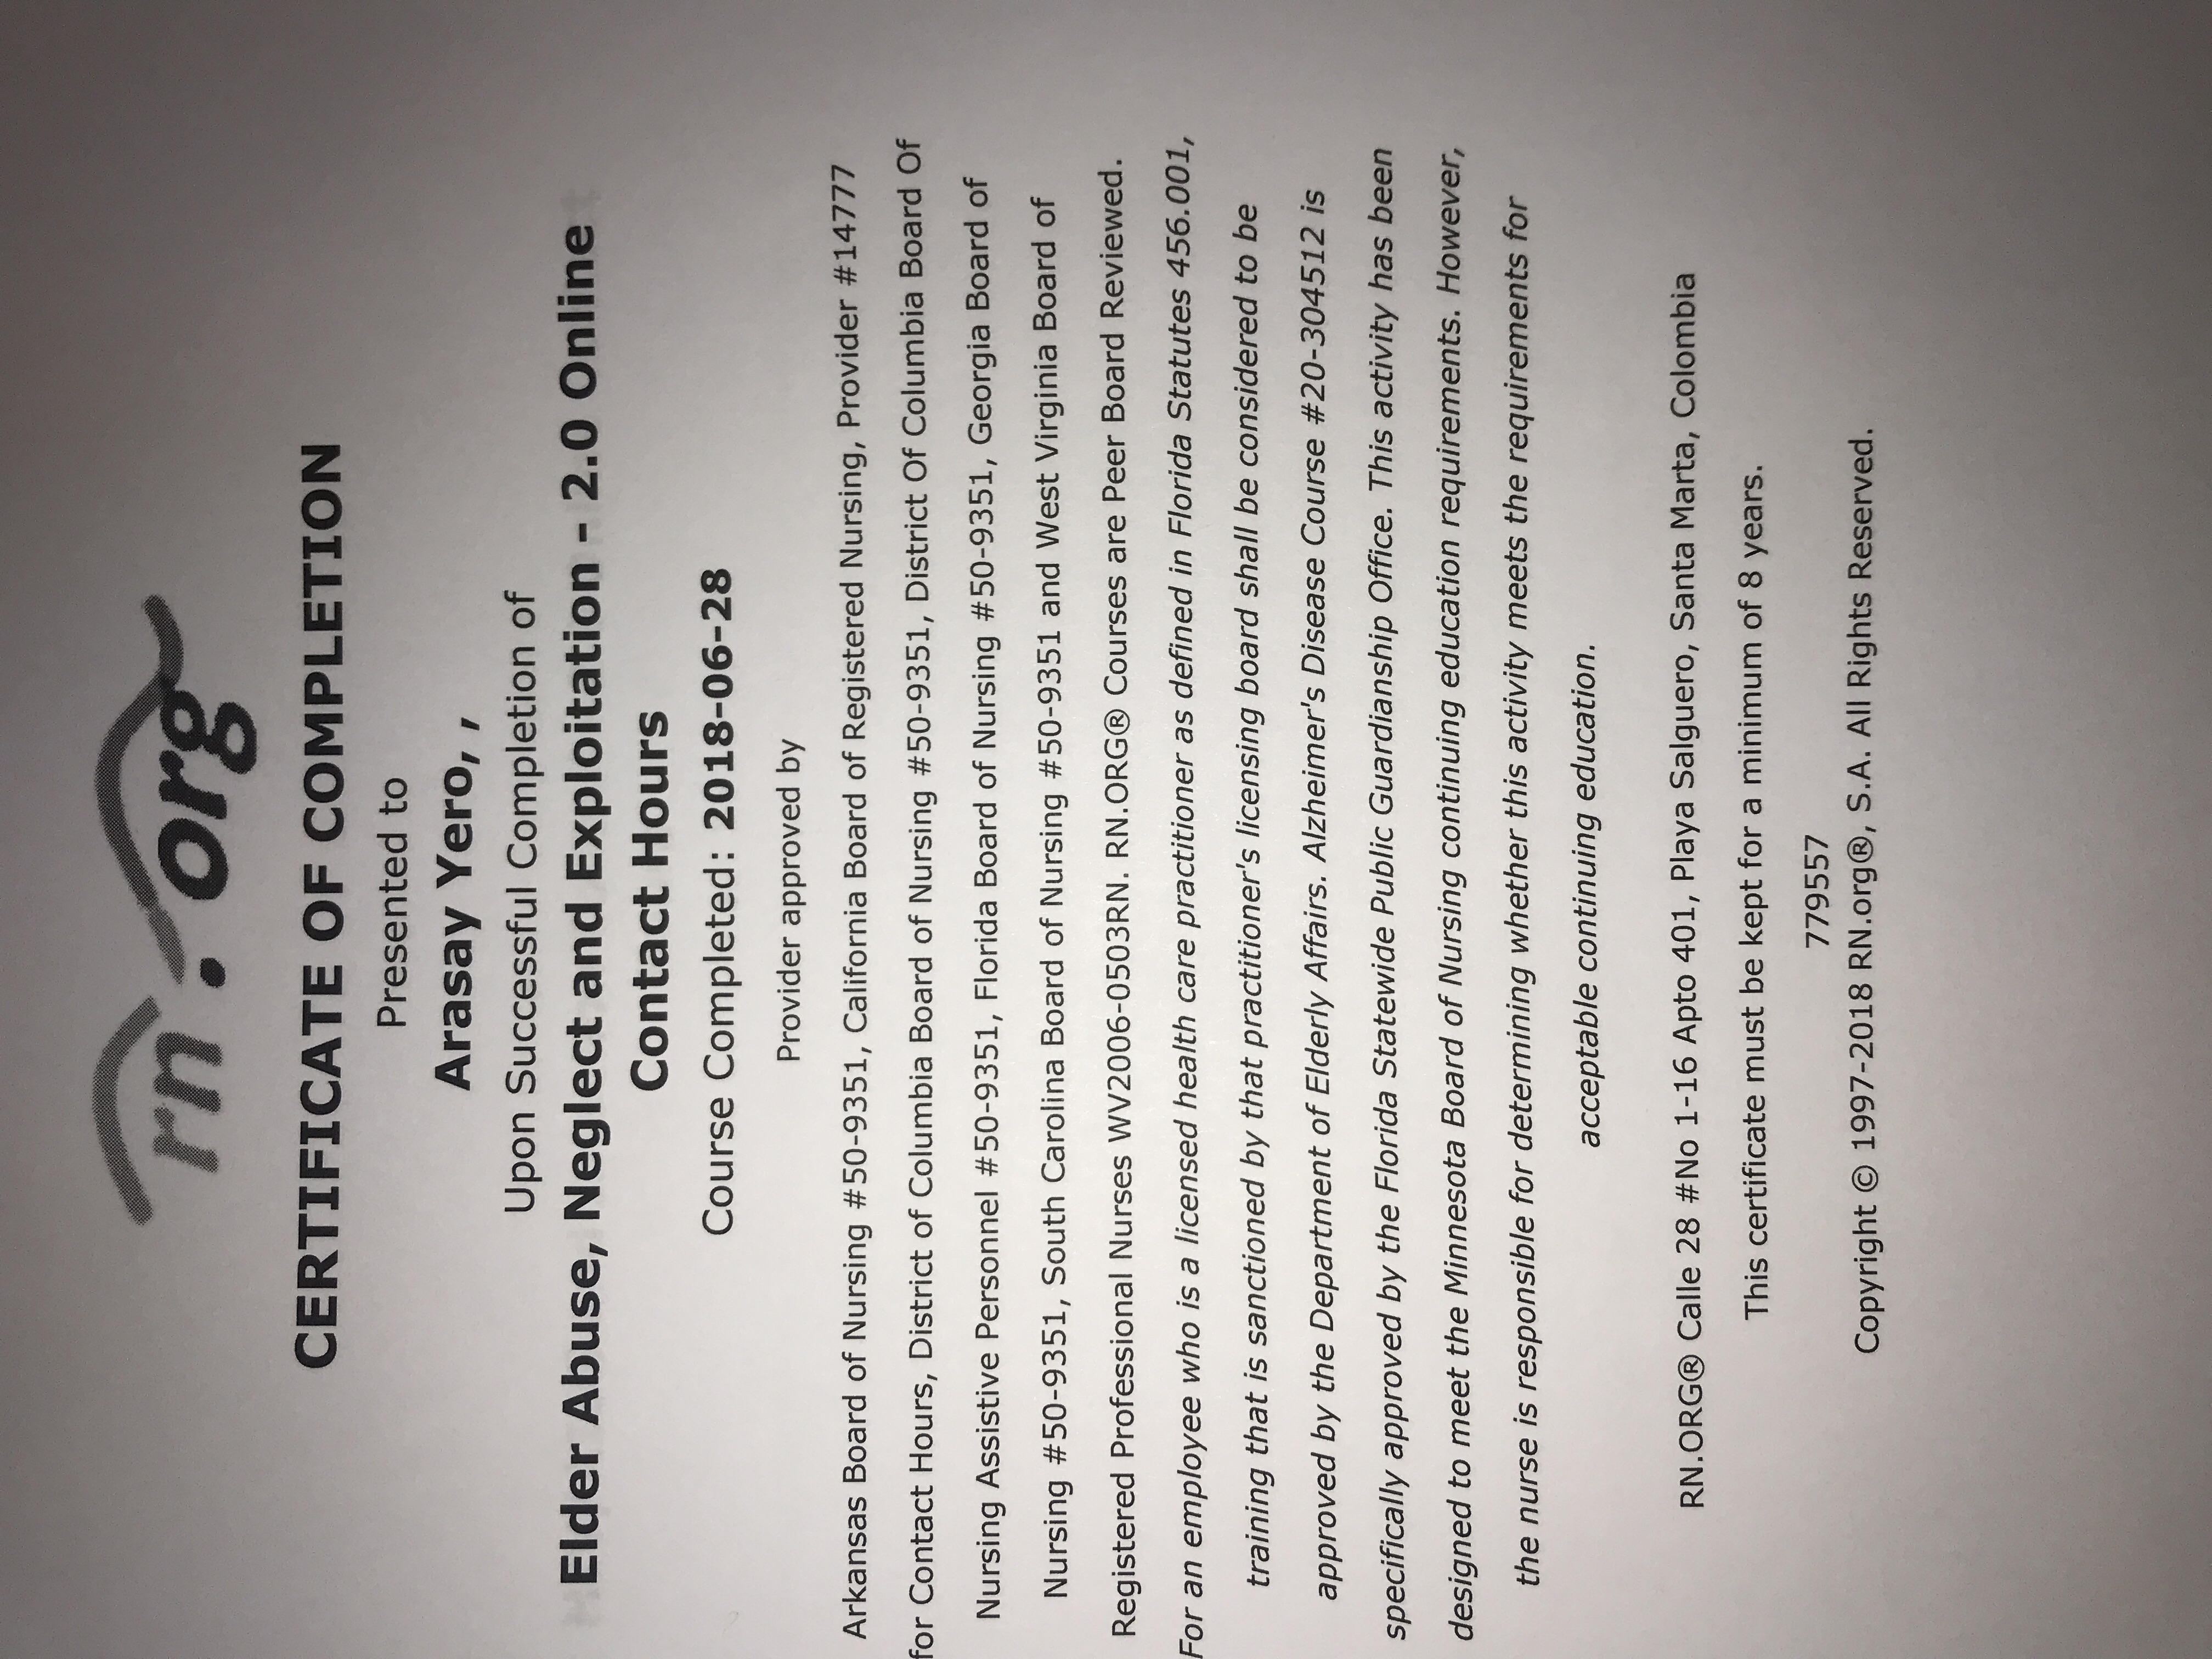 rn.org
CERTIFICATE OF COMPLETION
Presented to
Arasay Yero, ,
Upon Successful Completion of
Elder Abuse, Neglect and Exploitation - 2.0 Online
Contact Hours
Course Completed: 2018-06-28
Provider approved by
Arkansas Board of Nursing #50-9351, California Board of Registered Nursing, Provider #14777
for Contact Hours, District of Columbia Board of Nursing #50-9351, District Of Columbia Board Of
Nursing Assistive Personnel #50-9351, Florida Board of Nursing #50-9351, Georgia Board of
Nursing #50-9351, South Carolina Board of Nursing #50-9351 and West Virginia Board of
Registered Professional Nurses WV2006-0503RN. RN.ORG® Courses are Peer Board Reviewed.
For an employee who is a licensed health care practitioner as defined in Florida Statutes 456.001,
training that is sanctioned by that practitioner's licensing board shall be considered to be
approved by the Department of Elderly Affairs. Alzheimer's Disease Course #20-304512 is
specifically approved by the Florida Statewide Public Guardianship Office. This activity has been
designed to meet the Minnesota Board of Nursing continuing education requirements. However,
the nurse is responsible for determining whether this activity meets the requirements for
acceptable continuing education.
RN.ORG® Calle 28 #No 1-16 Apto 401, Playa Salguero, Santa Marta, Colombia
This certificate must be kept for a minimum of 8 years.
779557
Copyright © 1997-2018 RN.org®, S.A. All Rights Reserved.